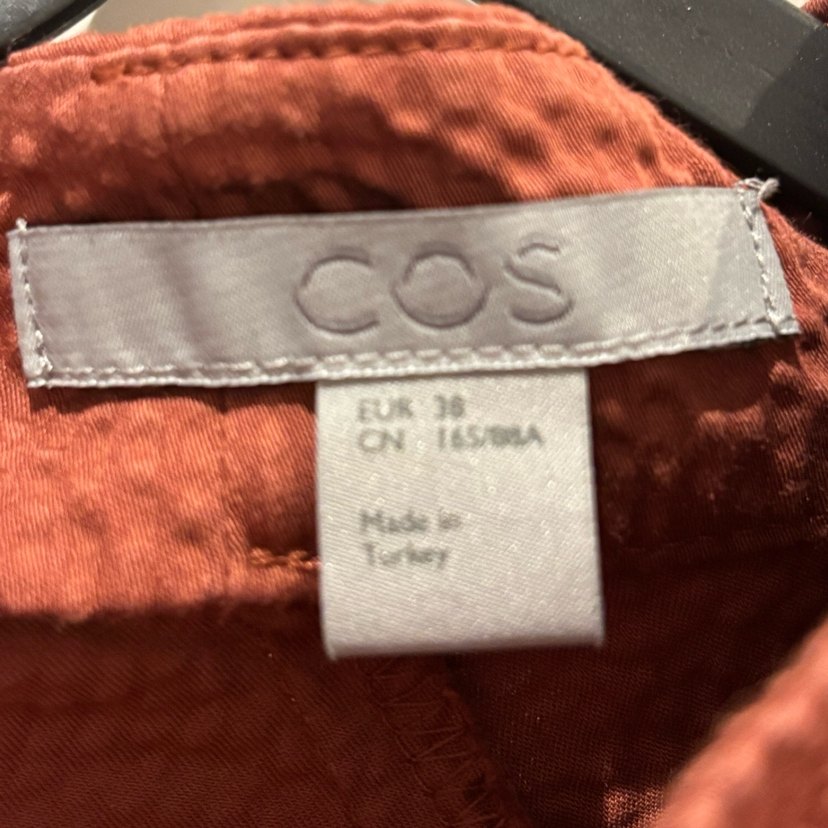 COS
EUR 38
CN 165/88A
Made in
Turkey